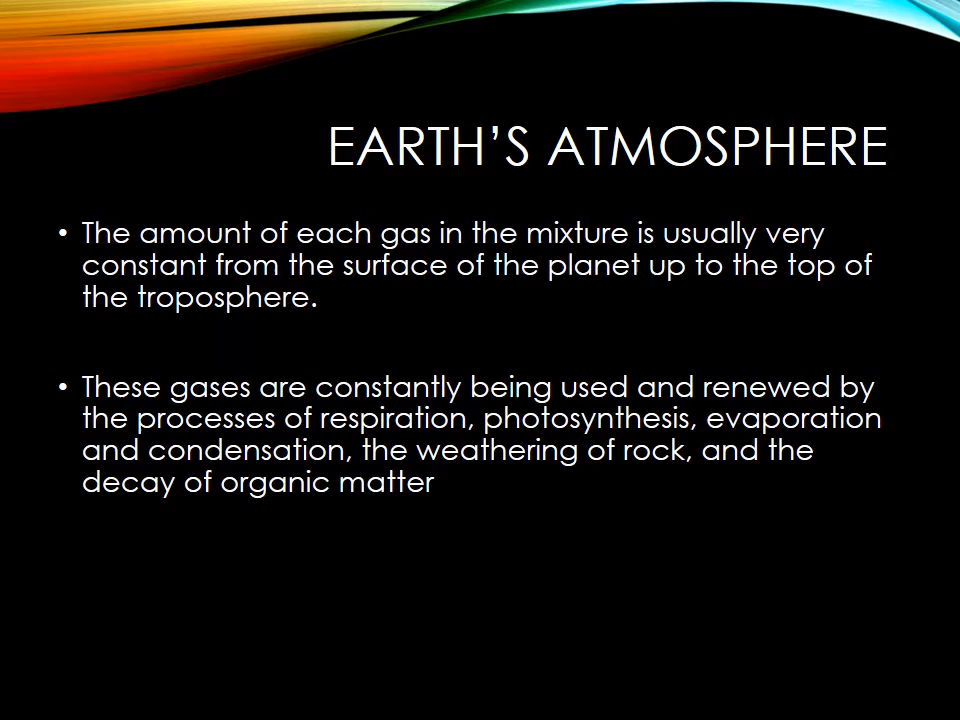 EARTH’S ATMOSPHERE
• The amount of each gas in the mixture is usually very
constant from the surface of the planet up to the top of
the troposphere.
• These gases are constantly being used and renewed by
the processes of respiration, photosynthesis, evaporation
and condensation, the weathering of rock, and the
decay of organic matter